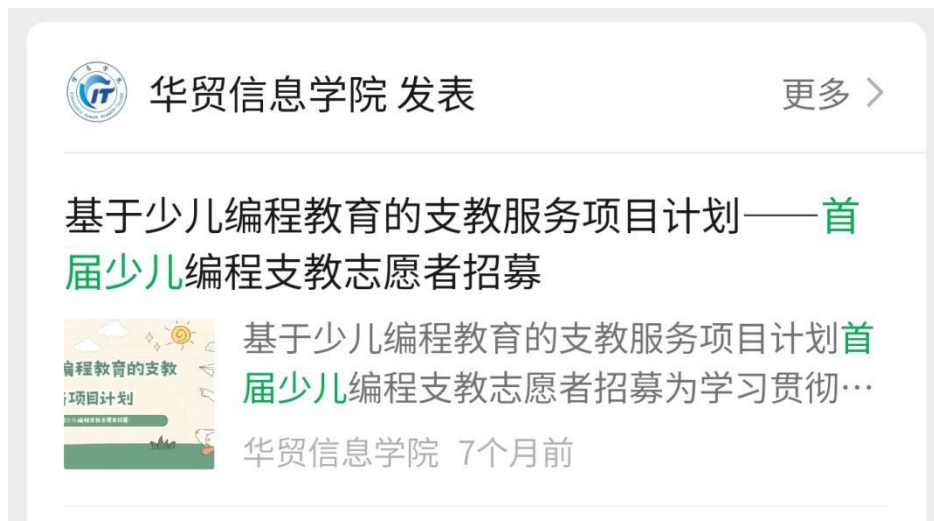 华贸信息学院 发表
更多
基于少儿编程教育的支教服务项目计划——首
届少儿编程支教志愿者招募
基于少儿编程教育的支教服务项目计划首
届少儿编程支教志愿者招募为学习贯彻…
编程教育的支教
项目计划
华贸信息学院 7个月前